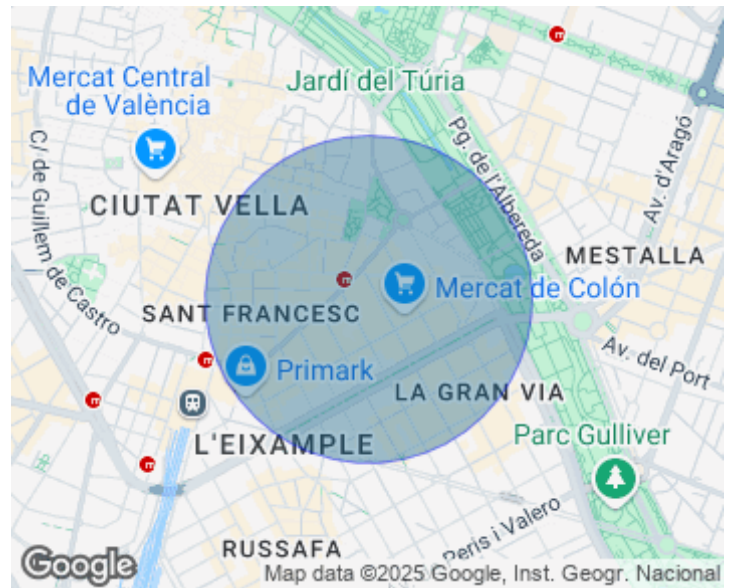 Mercat Central
de València
Jardí del Túria
C/ de Guillem de Castro
Pg. de l'Albereda
Av. d'Aragó
CIUTAT VELLA
MESTALLA
Mercat de Colón
SANT FRANCESC
Av. del Port
Primark
LA GRAN VIA
Parc Gulliver
L'EIXAMPLE
Peris i Valero
RUSSAFA
Google
Map data ©2025 Google, Inst. Geogr. Nacional